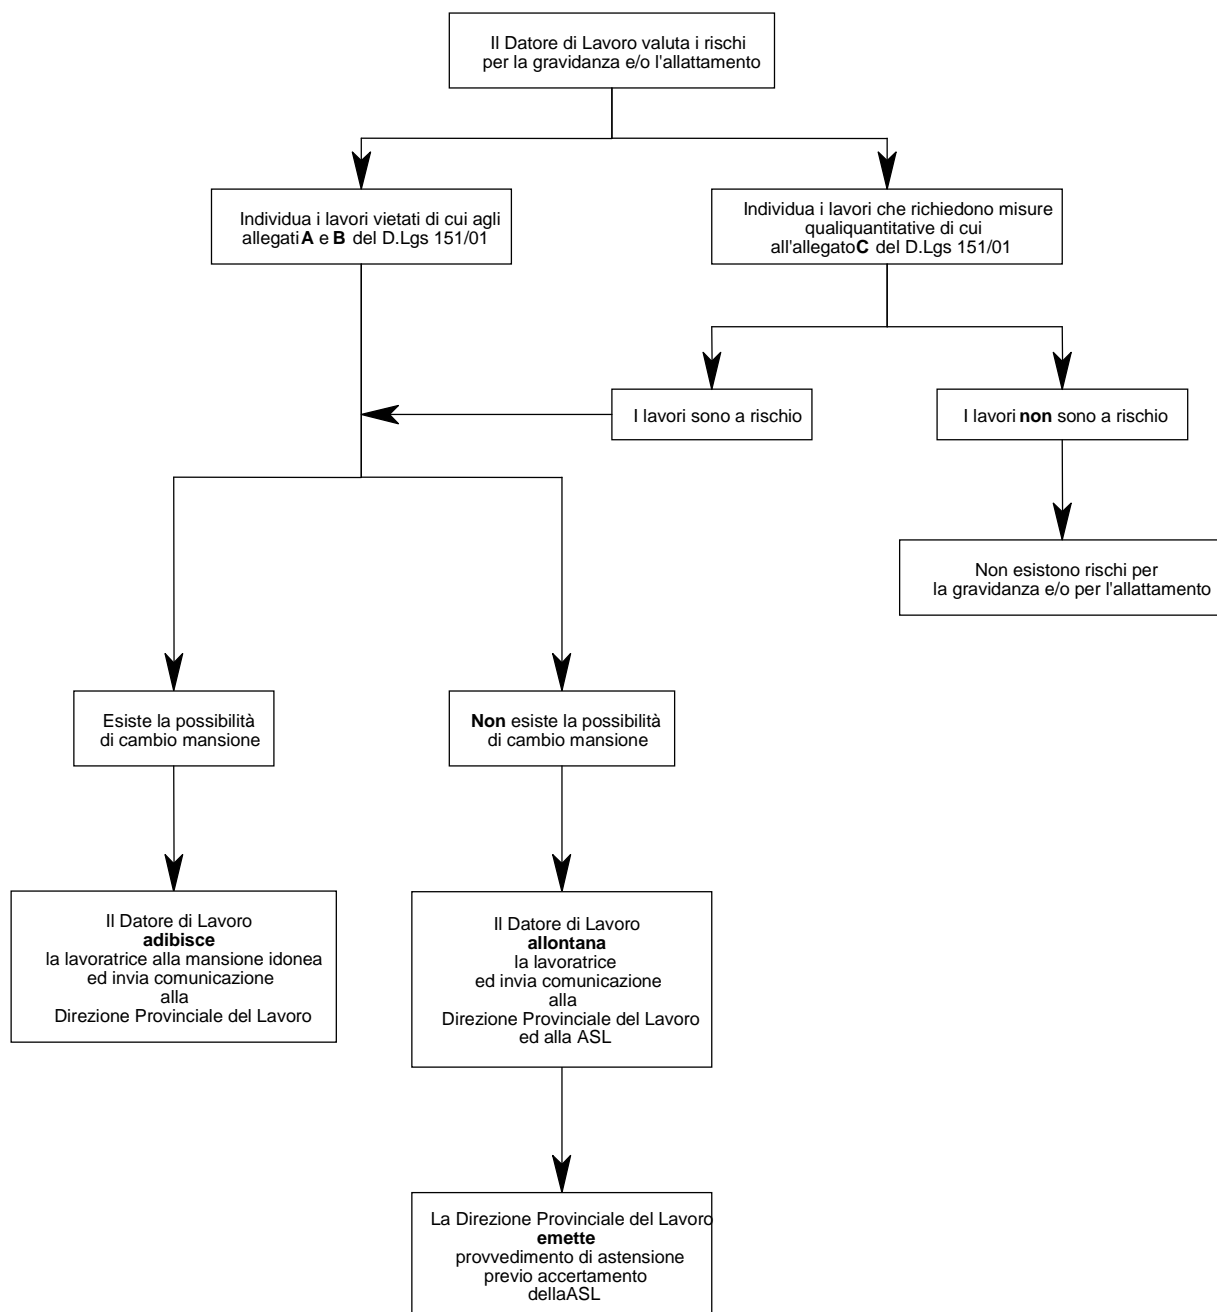 Il Datore di Lavoro valuta i rischi
per la gravidanza e/o l'allattamento
Individua i lavori vietati di cui agli
allegati A e B del D.Lgs 151/01
Individua i lavori che richiedono misure
qualiquantitative di cui
all'allegato C del D.Lgs 151/01
I lavori sono a rischio
I lavori non sono a rischio
Non esistono rischi per
la gravidanza e/o per l'allattamento
Esiste la possibilità
di cambio mansione
Non esiste la possibilità
di cambio mansione
Il Datore di Lavoro
adibisce
la lavoratrice alla mansione idonea
ed invia comunicazione
alla
Direzione Provinciale del Lavoro
Il Datore di Lavoro
allontana
la lavoratrice
ed invia comunicazione
alla
Direzione Provinciale del Lavoro
ed alla ASL
La Direzione Provinciale del Lavoro
emette
provvedimento di astensione
previo accertamento
della ASL